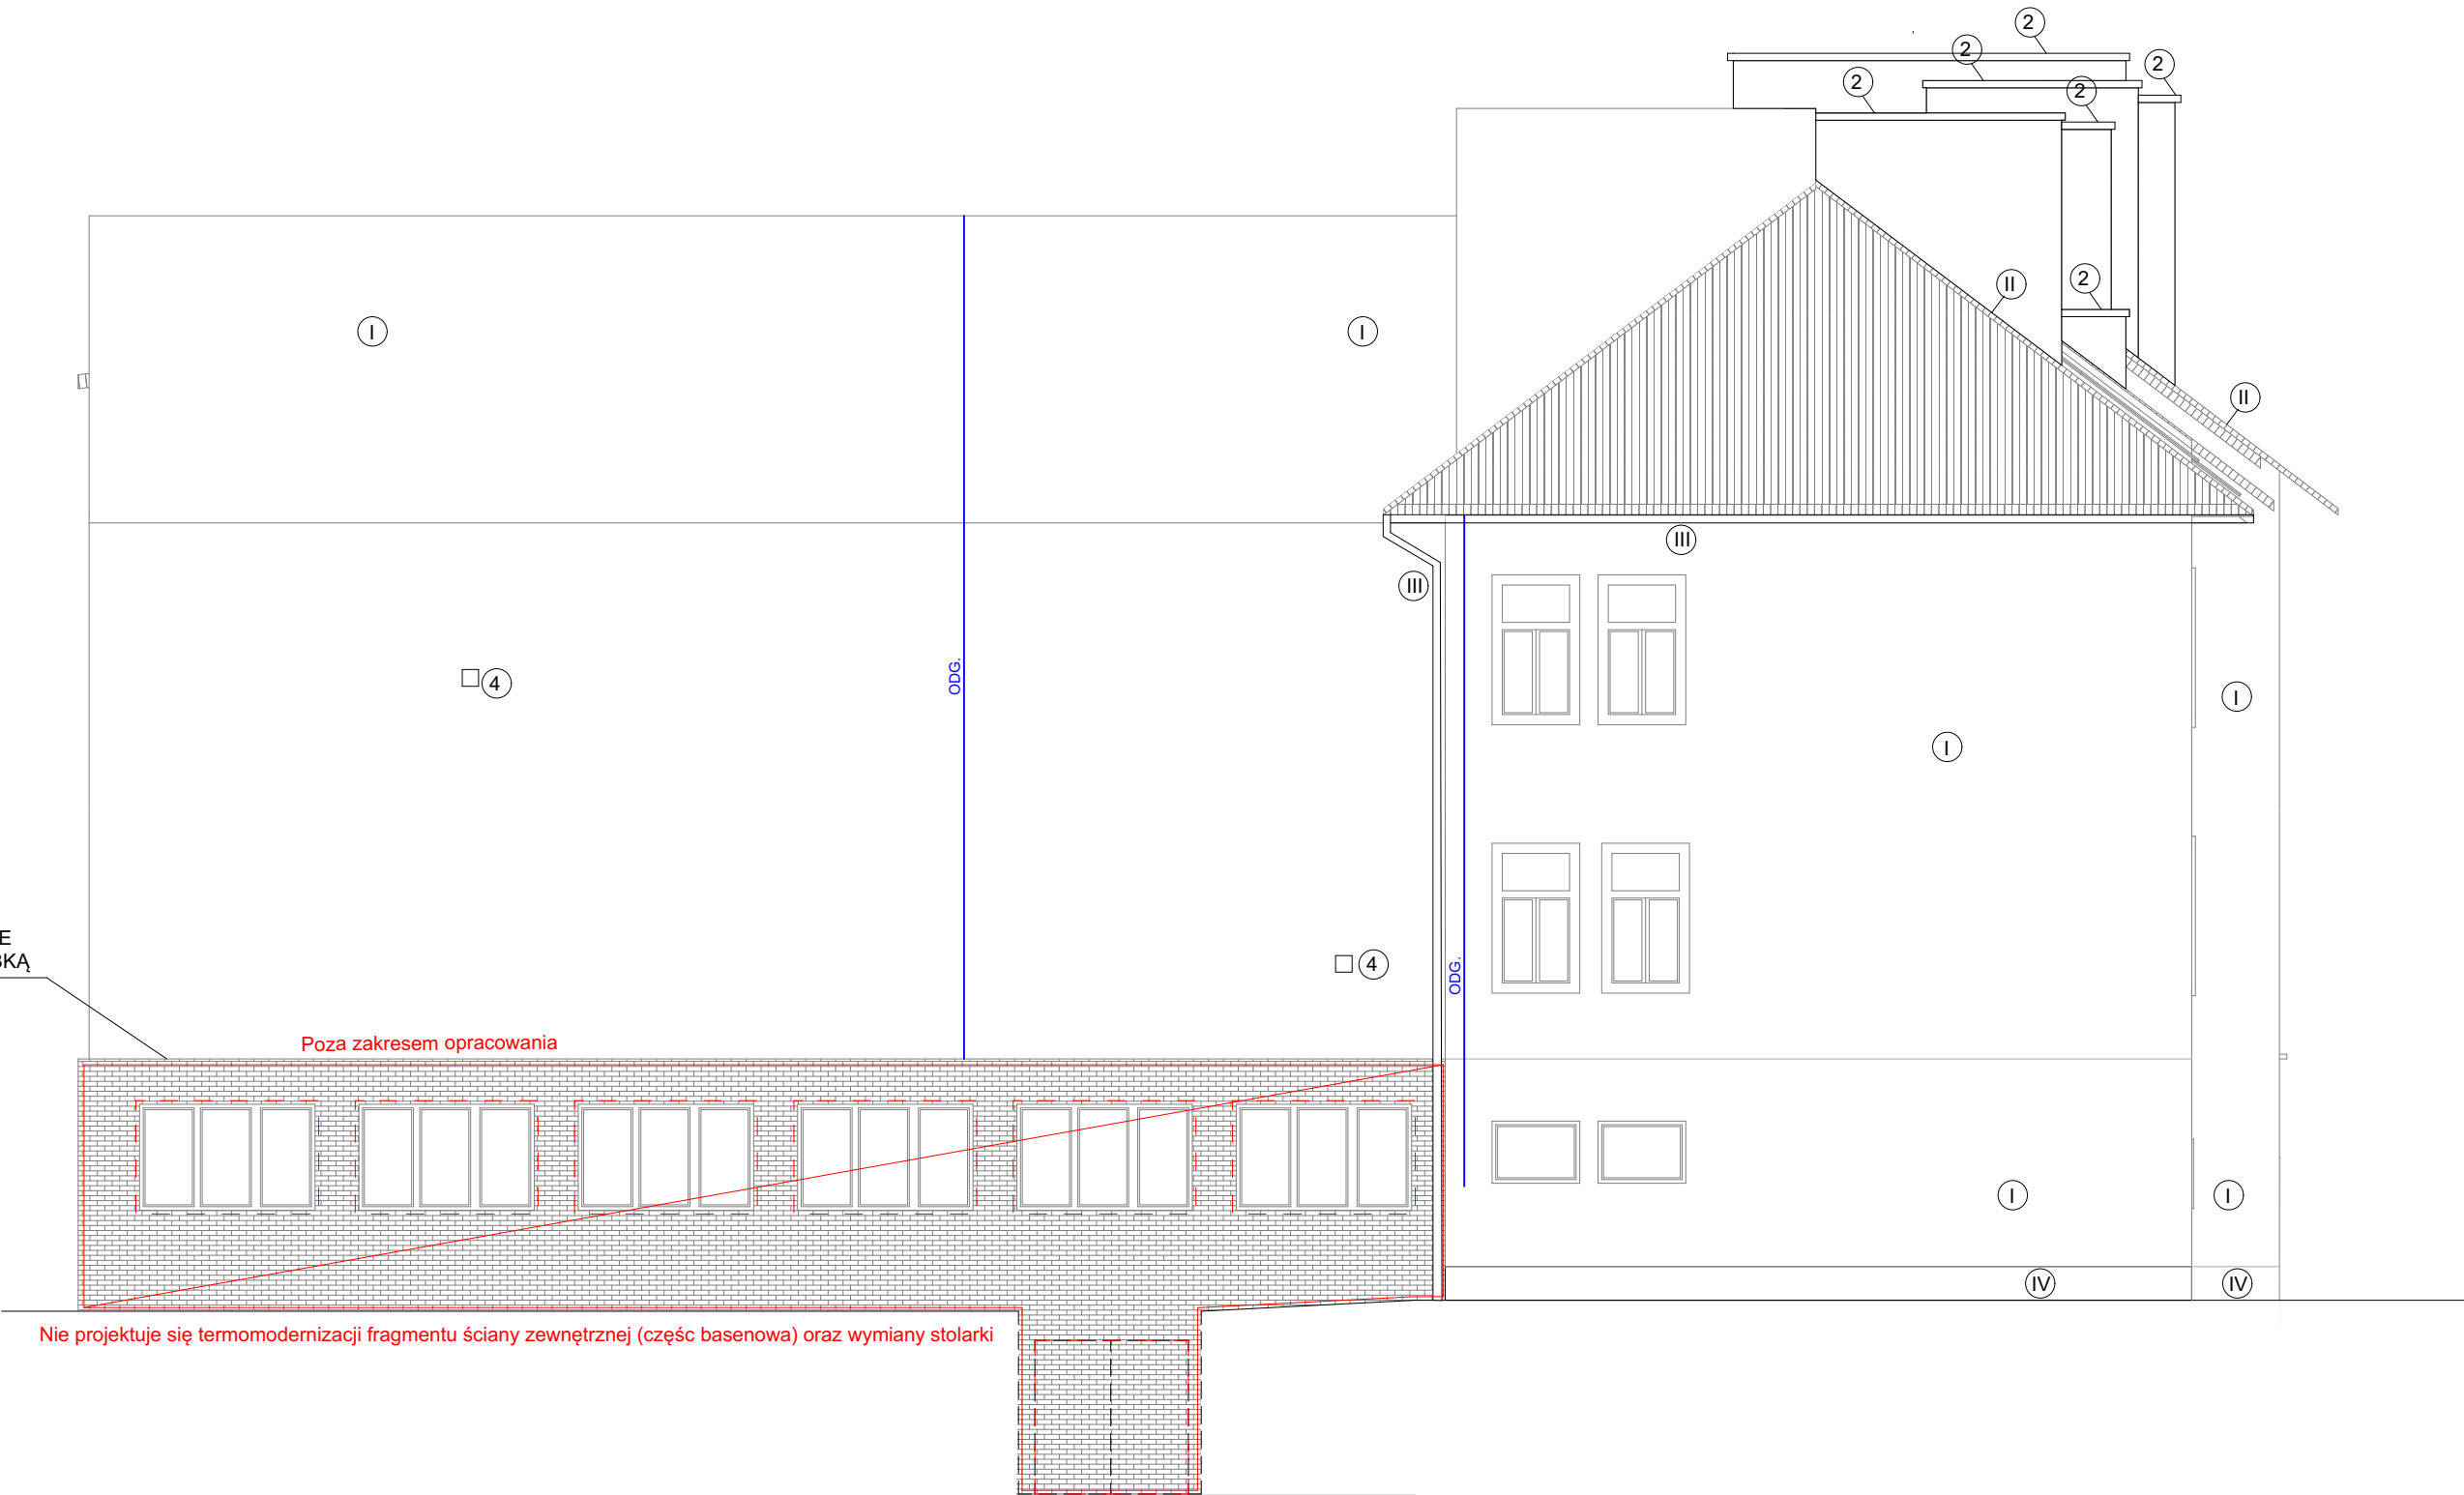 2
2
2
2
2
2
II
I
I
II
III
III
4
ODG.
I
I
E
BKĄ
4
ODG.
Poza zakresem opracowania
I
I
IV
IV
Nie projektuje się termomodernizacji fragmentu ściany zewnętrznej (częśc basenowa) oraz wymiany stolarki